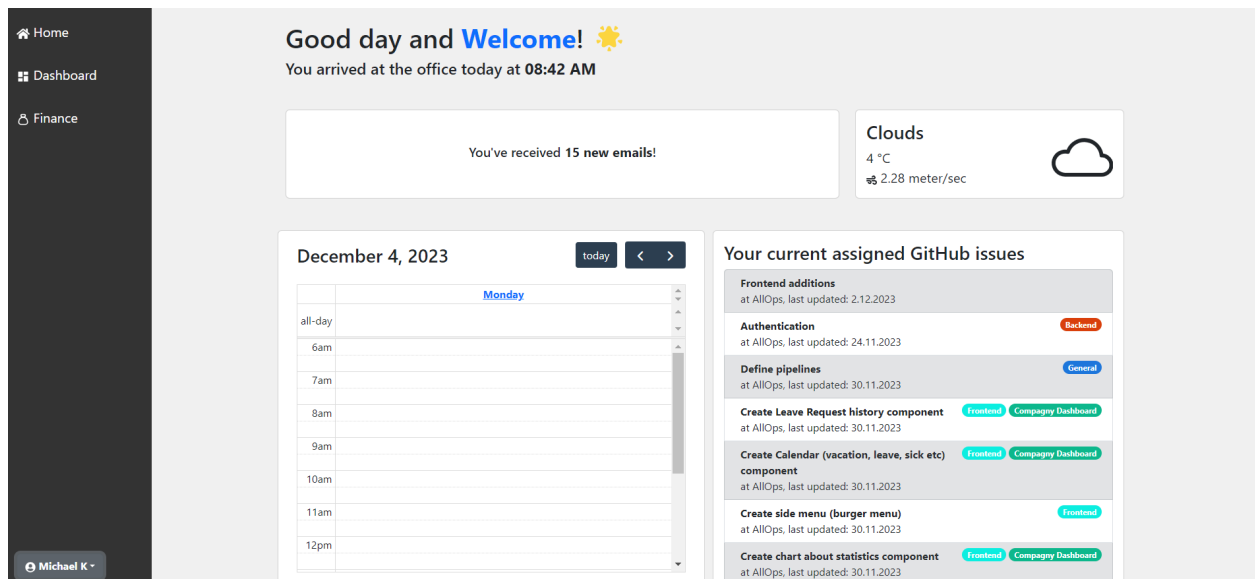 Home
Dashboard
Finance
Michael K
Good day and Welcome!
You arrived at the office today at 08:42 AM
You've received 15 new emails!
Clouds
4 °C
2.28 meter/sec
December 4, 2023
today
Monday
all-day
6am
7am
8am
9am
10am
11am
12pm
Your current assigned GitHub issues
Frontend additions
at AllOps, last updated: 2.12.2023
Authentication Backend
at AllOps, last updated: 24.11.2023
Define pipelines General
at AllOps, last updated: 30.11.2023
Create Leave Request history component Frontend Compagny Dashboard
at AllOps, last updated: 30.11.2023
Create Calendar (vacation, leave, sick etc) Frontend Compagny Dashboard
component
at AllOps, last updated: 30.11.2023
Create side menu (burger menu) Frontend
at AllOps, last updated: 30.11.2023
Create chart about statistics component Frontend Compagny Dashboard
at AllOps, last updated: 30.11.2023